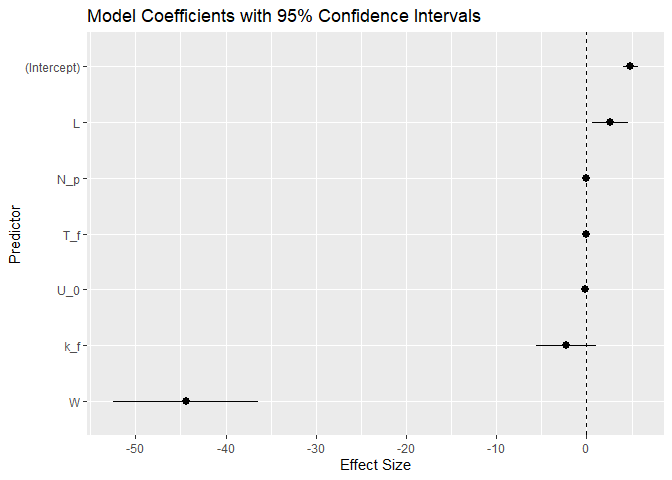 Model Coefficients with 95% Confidence Intervals
(Intercept)
L
N_p
T_f
U_0
k_f
W
Predictor
-50 -40 -30 -20 -10 0
Effect Size